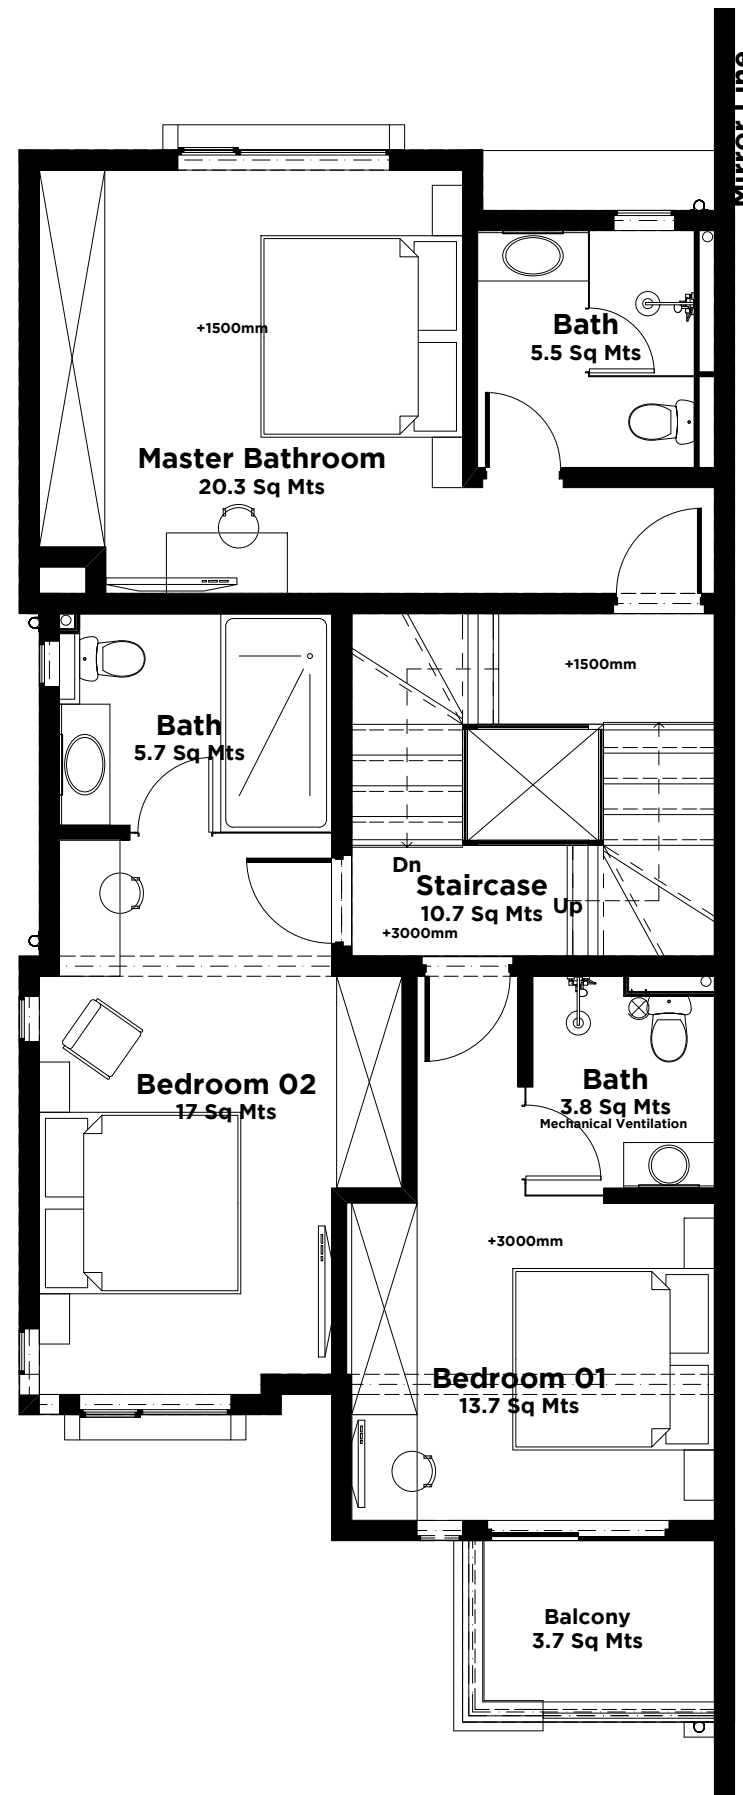 Mirror Line
Bath
5.5 Sq Mts
+1500mm
Master Bathroom
20.3 Sq Mts
+1500mm
Bath
5.7 Sq Mts
Dn
Staircase
10.7 Sq Mts
Up
+3000mm
Bedroom 02
17 Sq Mts
Bath
3.8 Sq Mts
Mechanical Ventilation
+3000mm
Bedroom 01
13.7 Sq Mts
Balcony
3.7 Sq Mts